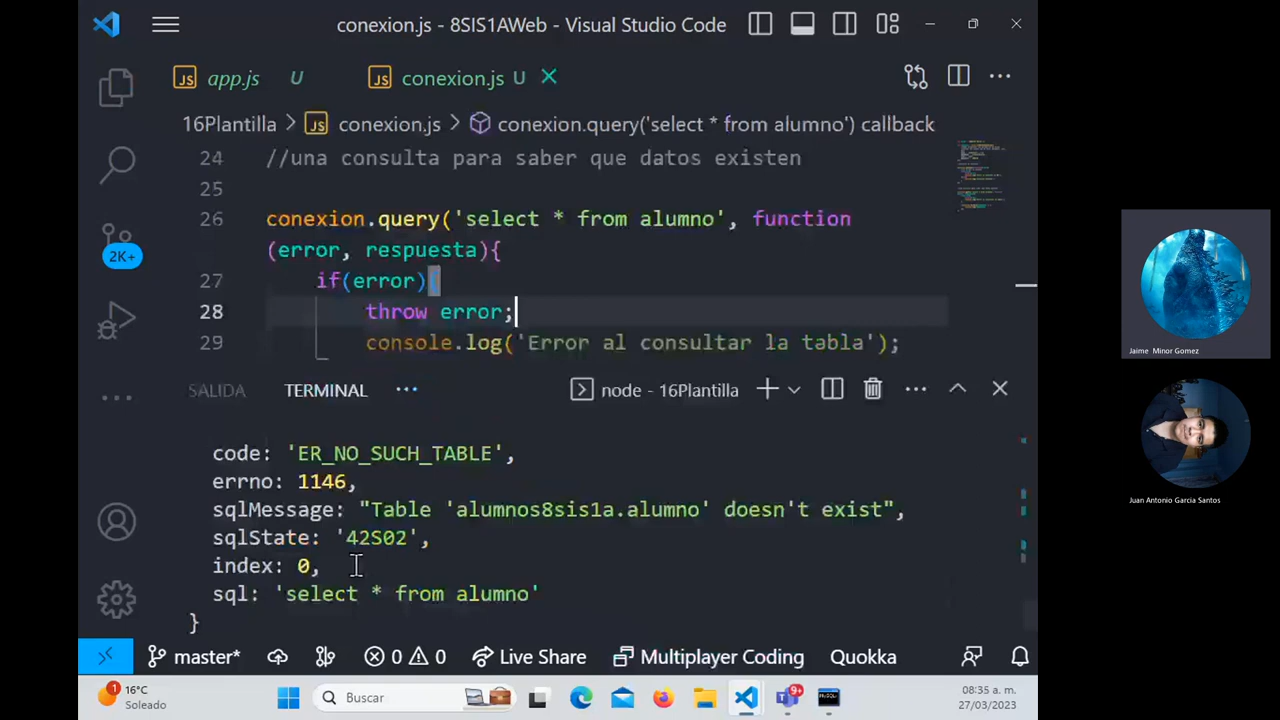 conexion.js - 8SIS1AWeb - Visual Studio Code
JS app.js U JS conexion.js U
16Plantilla > JS conexion.js > conexion.query('select * from alumno') callback
24 //una consulta para saber que datos existen
25
26 conexion.query('select * from alumno', function
(error, respuesta){
27 if(error){
28 throw error;
29 console.log('Error al consultar la tabla');
2K+
SALIDA TERMINAL ··· node - 16Plantilla
code: 'ER_NO_SUCH_TABLE',
errno: 1146,
sqlMessage: "Table 'alumnos8sis1a.alumno' doesn't exist",
sqlState: '42S02',
index: 0,
sql: 'select * from alumno'
}
master* 0 0 Live Share Multiplayer Coding Quokka
1 16°C
Soleado
Buscar
9+
08:35 a. m.
27/03/2023
Jaime Minor Gomez
Juan Antonio Garcia Santos